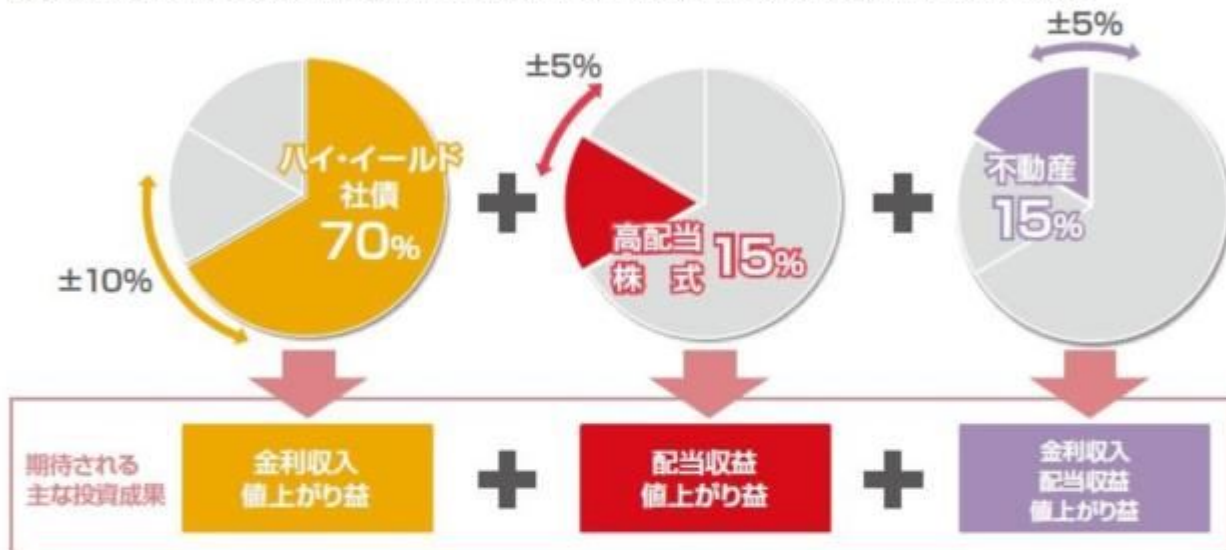 ±5%
±5%
ハイ・イールド
社債
70%
±10%
高配当
株 式
15%
不動産
15%
期待される
主な投資成果
金利収入
値上がり益
配当収益
値上がり益
金利収入
配当収益
値上がり益